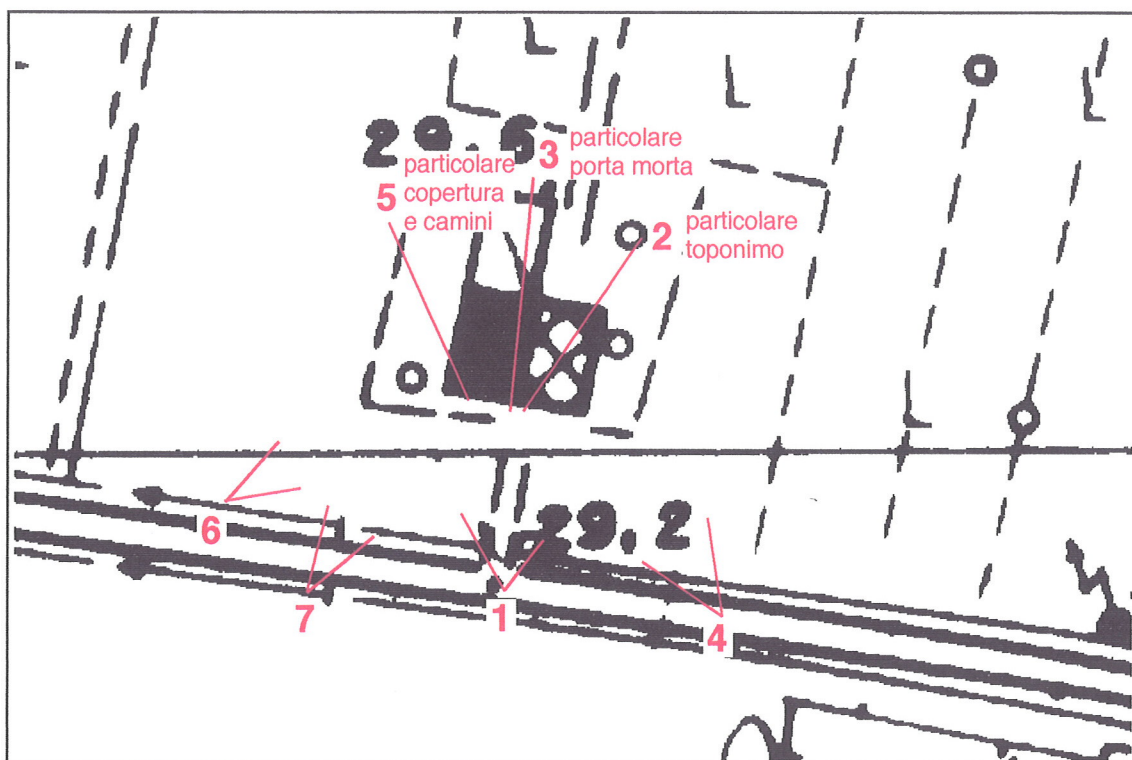 29.5
3 particolare
porta morta
particolare
5 copertura
e camini
2 particolare
toponimo
29.2
6
7
1
4